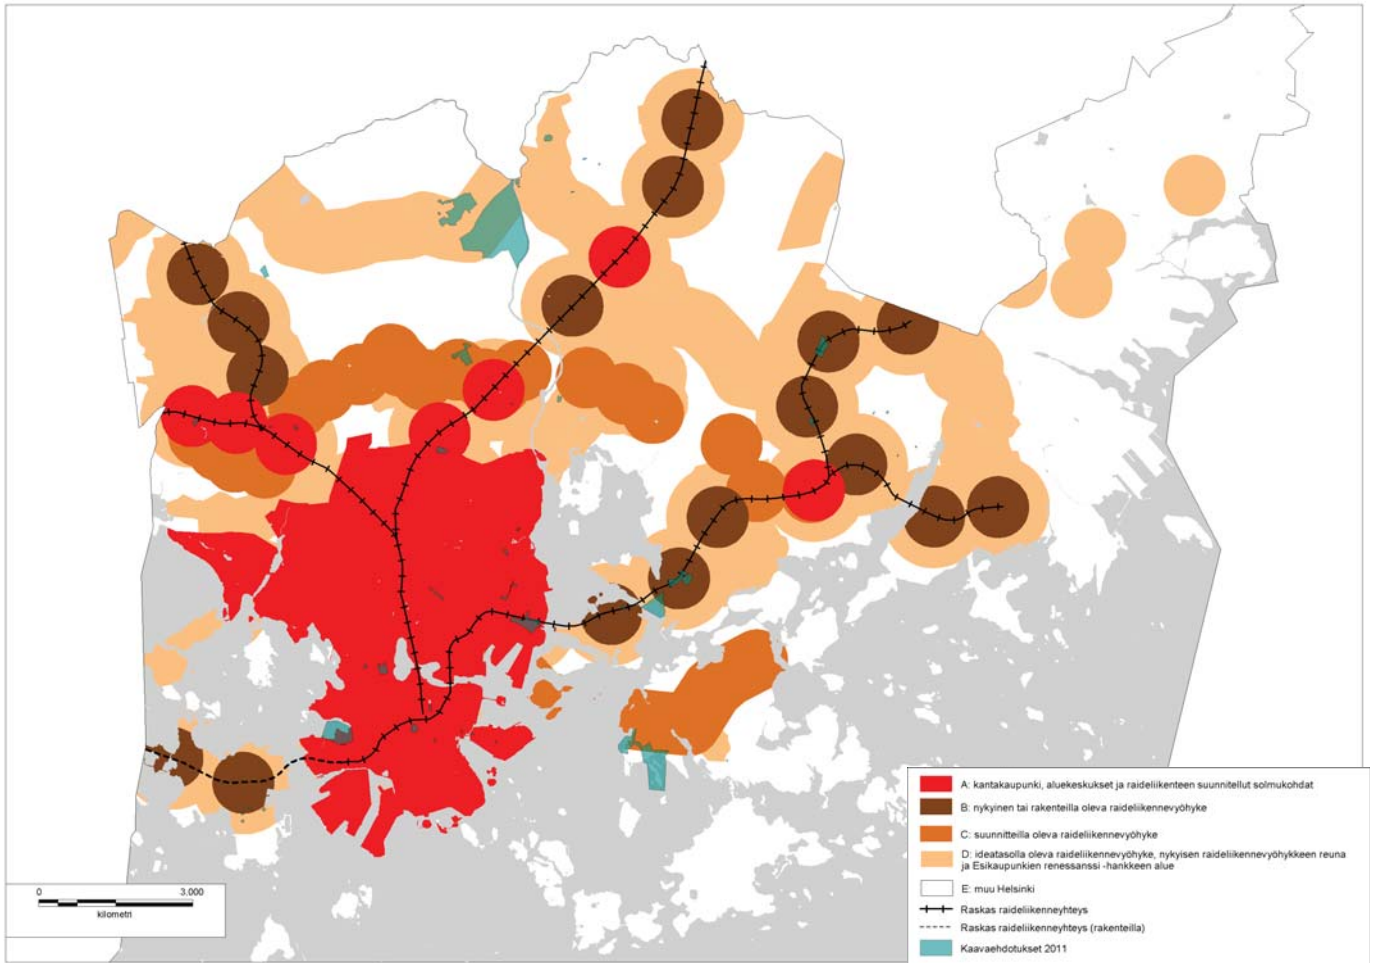 A: kantakaupunki, aluekeskukset ja raideliikenteen suunnitellut solmukohdat
B: nykyinen tai rakenteilla oleva raideliikennevyöhyke
C: suunnitteilla oleva raideliikennevyöhyke
D: ideatasolla oleva raideliikennevyöhyke, nykyisen raideliikennevyöhykkeen reuna
ja Esikaupunkien renessanssi -hankkeen alue
E: muu Helsinki
Raskas raideliikenneyhteys
Raskas raideliikenneyhteys (rakenteilla)
Kaavaehdotukset 2011
0 3.000
kilometri